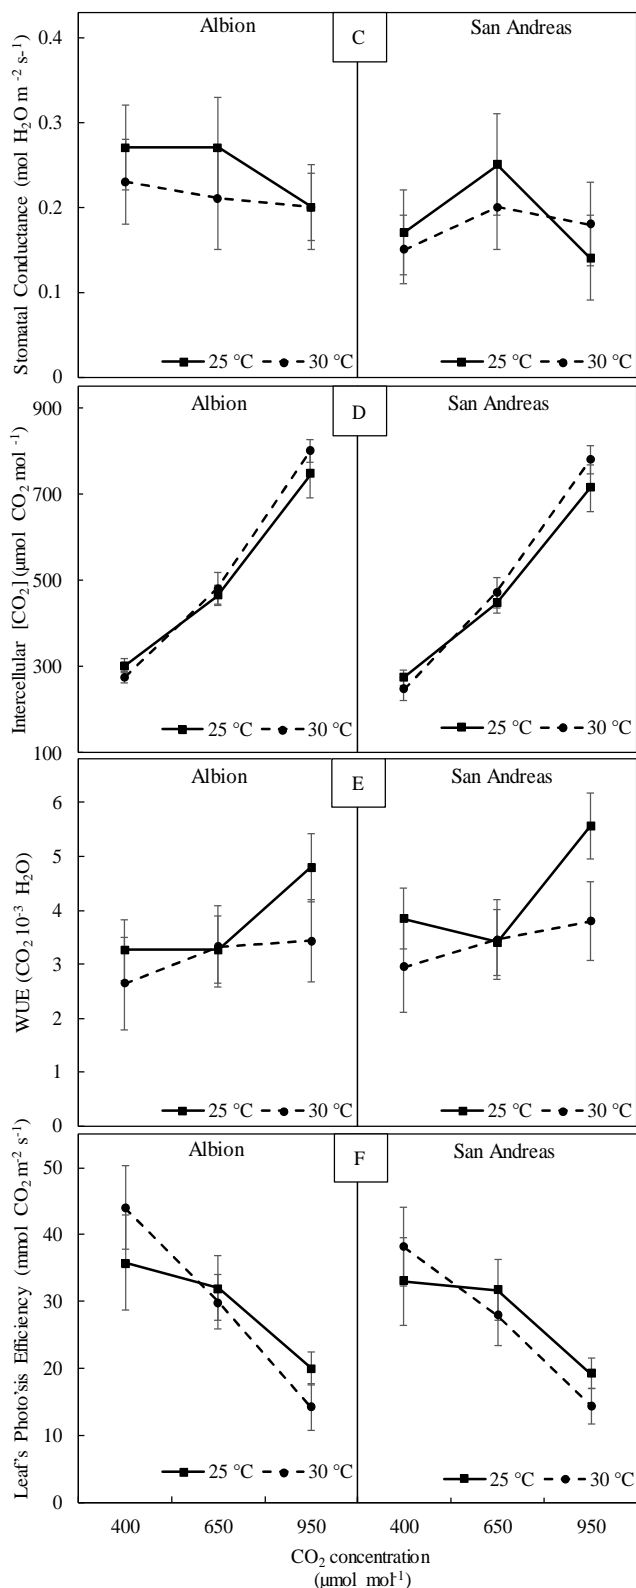 Albion C San Andreas
Stomatal Conductance (mol H₂O m⁻² s-¹)
0.4
0.3
0.2
0.1
0
25 °C 30 °C 25 °C 30 °C
Albion D San Andreas
Intercellular [CO₂] (µmol CO₂ mol⁻¹)
900
700
500
300
100
25 °C 30 °C 25 °C 30 °C
Albion E San Andreas
WUE (CO₂ 10⁻³ H₂O)
6
5
4
3
2
1
0
25 °C 30 °C 25 °C 30 °C
Albion F San Andreas
Leaf's Photo'sis Efficiency (mmol CO₂ m⁻² s⁻¹)
50
40
30
20
10
0
25 °C 30 °C 25 °C 30 °C
400 650 950 400 650 950
CO₂ concentration
(µmol mol¹)